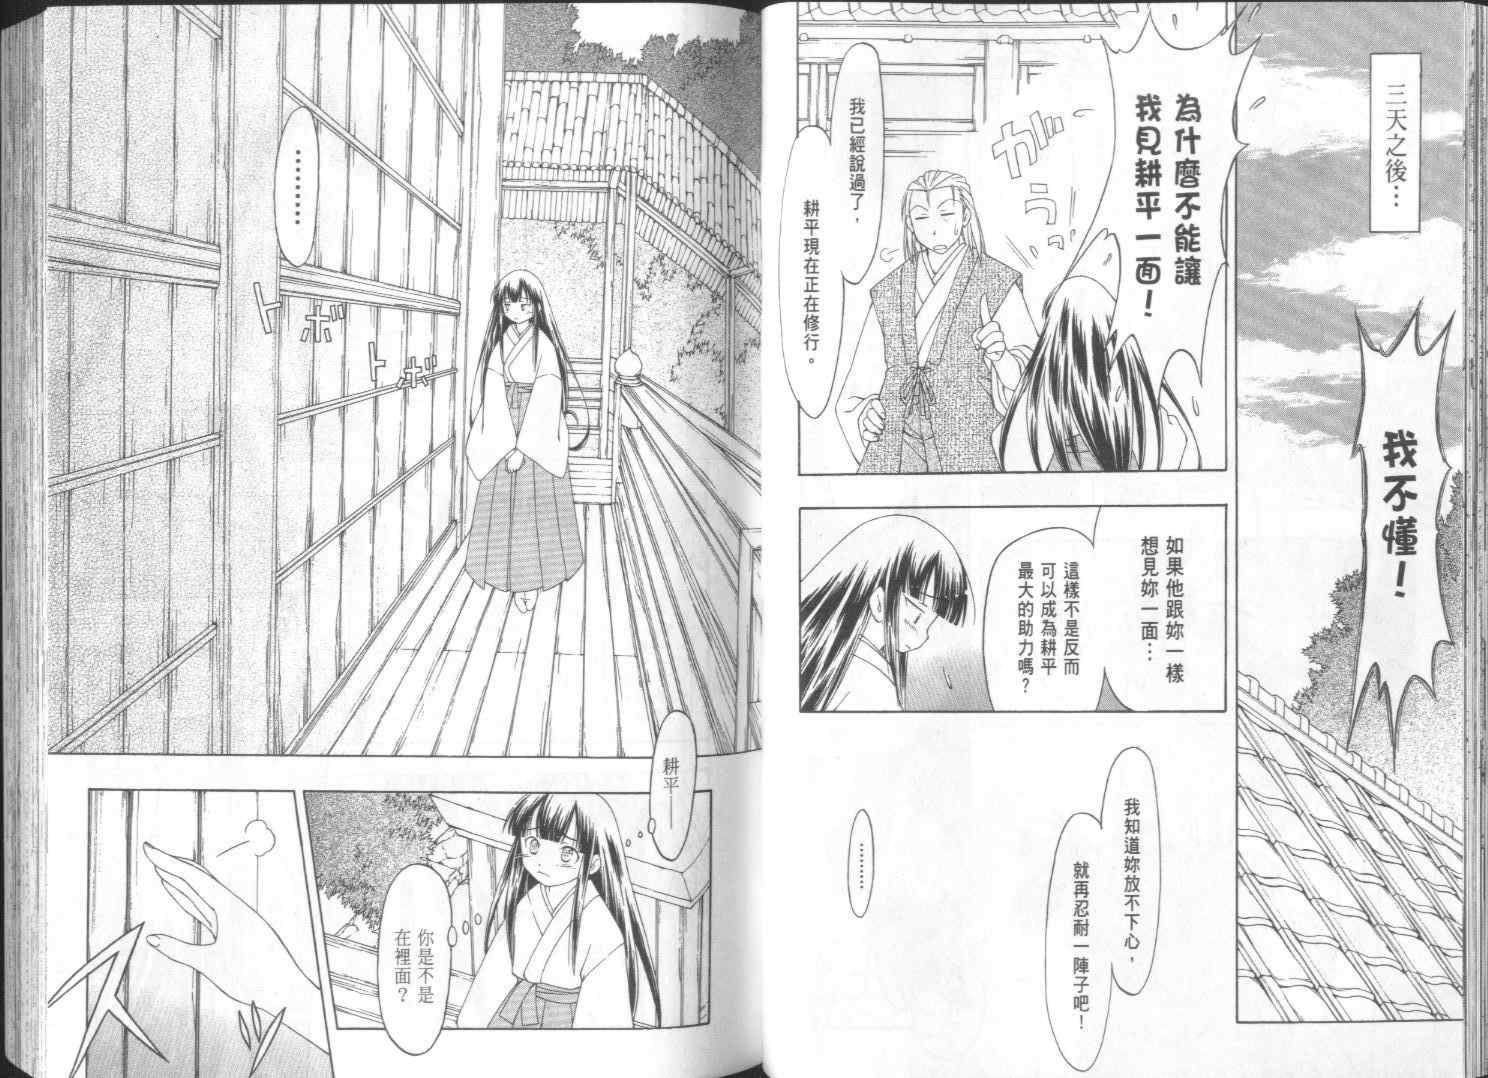 三天之後…
我不懂！
為什麼不能讓
我見耕平一面！
がうっ
我已經說過了，
耕平現在正在修行。
如果他跟妳一樣
想見妳一面…
這樣不是反而
可以成為耕平
最大的助力嗎？
我知道妳放不下心，
就再忍耐一陣子吧！
………
………
トボ
トボ
耕平—
你是不是
在裡面？
ス